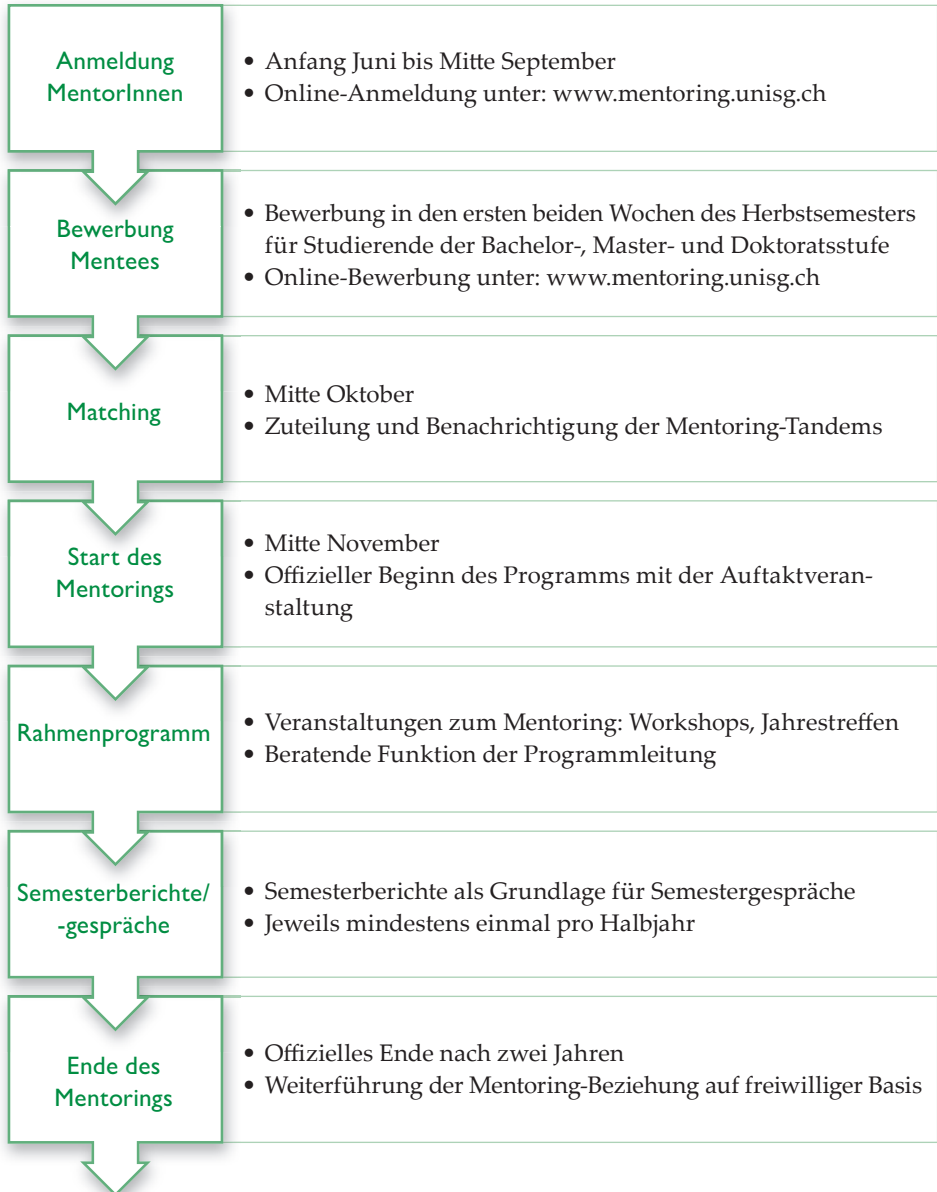 Anmeldung
MentorInnen
• Anfang Juni bis Mitte September
• Online-Anmeldung unter: www.mentoring.unisg.ch
Bewerbung
Mentees
• Bewerbung in den ersten beiden Wochen des Herbstsemesters
für Studierende der Bachelor-, Master- und Doktoratsstufe
• Online-Bewerbung unter: www.mentoring.unisg.ch
Matching
• Mitte Oktober
• Zuteilung und Benachrichtigung der Mentoring-Tandems
Start des
Mentorings
• Mitte November
• Offizieller Beginn des Programms mit der Auftaktveran-
staltung
Rahmenprogramm
• Veranstaltungen zum Mentoring: Workshops, Jahrestreffen
• Beratende Funktion der Programmleitung
Semesterberichte/
-gespräche
• Semesterberichte als Grundlage für Semestergespräche
• Jeweils mindestens einmal pro Halbjahr
Ende des
Mentorings
• Offizielles Ende nach zwei Jahren
• Weiterführung der Mentoring-Beziehung auf freiwilliger Basis